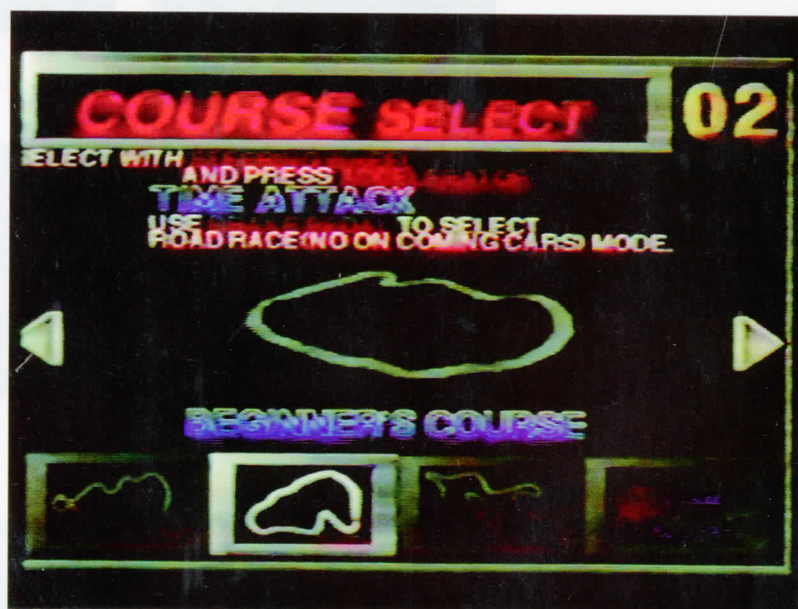 COURSE SELECT
02
SELECT WITH
AND PRESS ACCELERATOR
TIME ATTACK
USE TO SELECT
ROAD RACE(NO ON COMING CARS) MODE.
BEGINNER'S COURSE